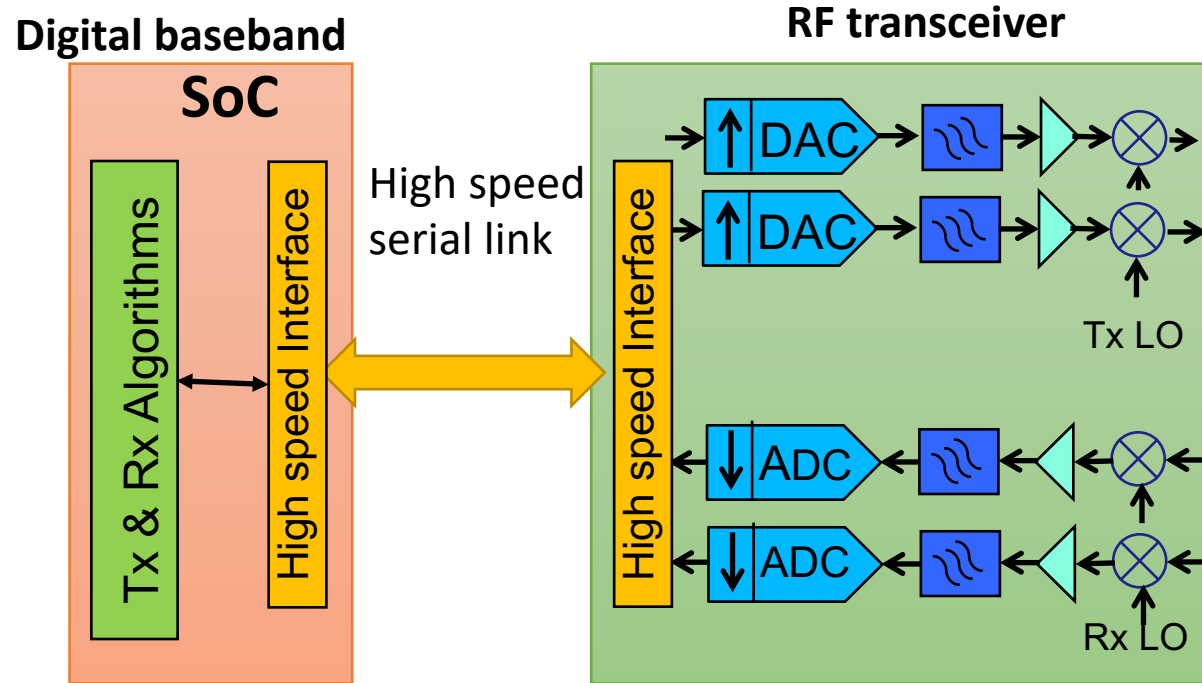 Digital baseband
SoC
Tx & Rx Algorithms
High speed Interface
High speed
serial link
RF transceiver
High speed Interface
DAC
DAC
Tx LO
ADC
ADC
Rx LO